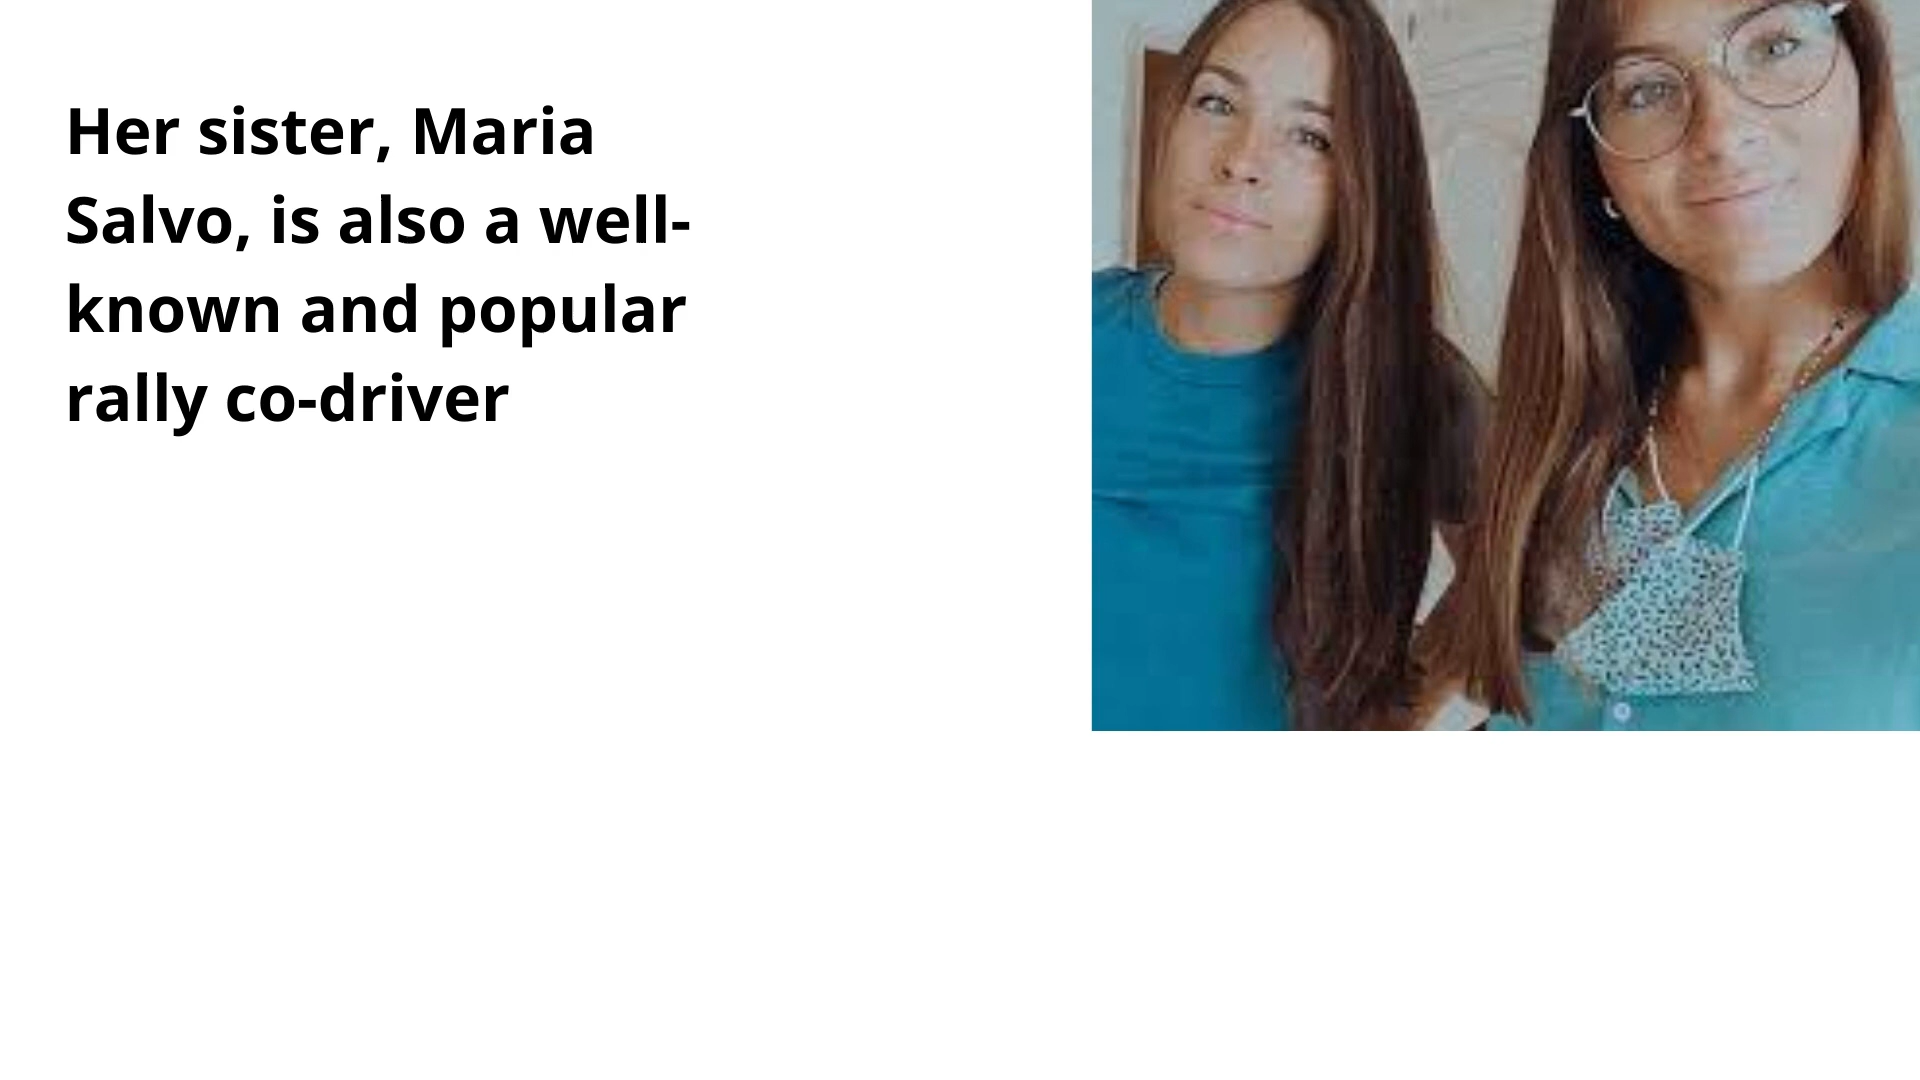 Her sister, Maria
Salvo, is also a well-
known and popular
rally co-driver